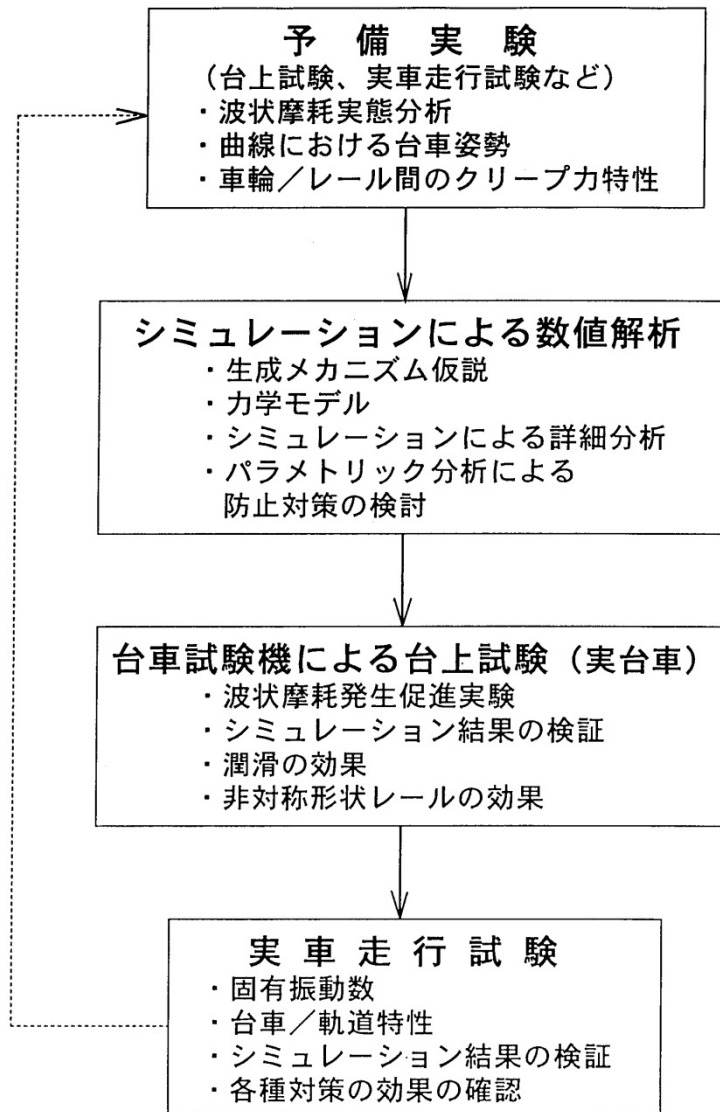 予備実験
（台上試験、実車走行試験など）
・波状摩耗実態分析
・曲線における台車姿勢
・車輪／レール間のクリープ力特性
シミュレーションによる数値解析
・生成メカニズム仮説
・力学モデル
・シミュレーションによる詳細分析
・パラメトリック分析による
防止対策の検討
台車試験機による台上試験（実台車）
・波状摩耗発生促進実験
・シミュレーション結果の検証
・潤滑の効果
・非対称形状レールの効果
実車走行試験
・固有振動数
・台車／軌道特性
・シミュレーション結果の検証
・各種対策の効果の確認